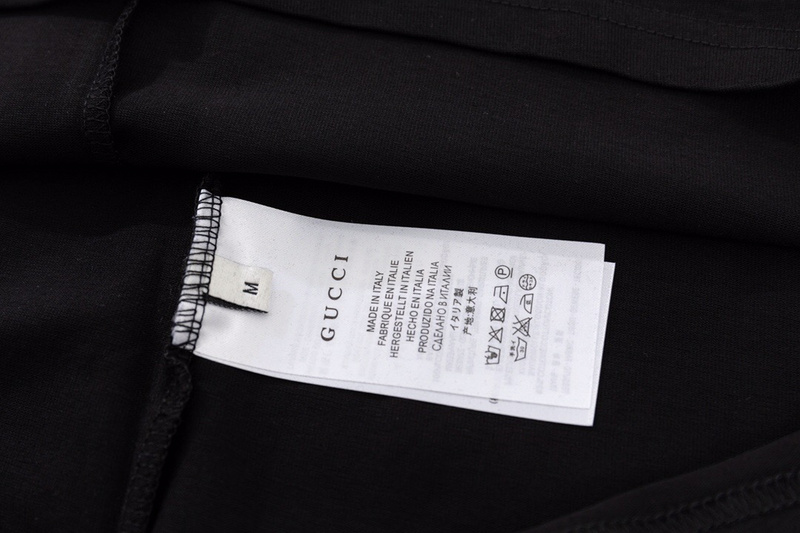 M
GUCCI
MADE IN ITALY
FABRIQUE EN ITALIE
HERGESTELLT IN ITALIEN
HECHO EN ITALIA
PRODUZIDO NA ITALIA
СДЕЛАНО В ИТАЛИИ
イタリア製
产地:意大利
P